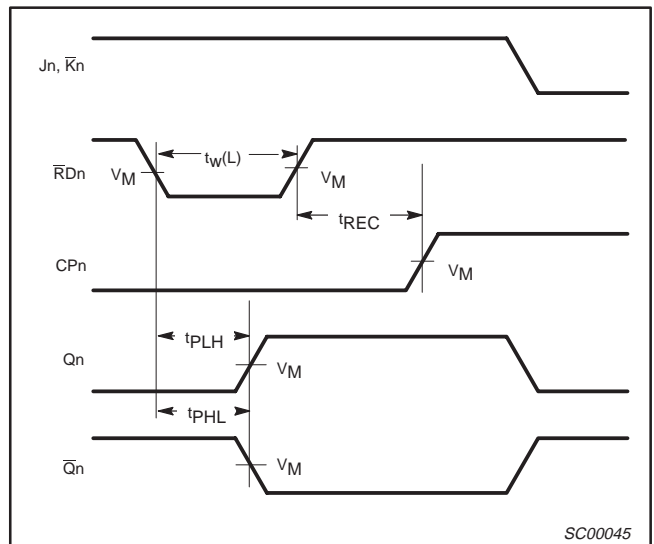 Jn, K̅n
R̅Dn
VM
tw(L)
VM
tREC
CPn
VM
tPLH
Qn
VM
tPHL
Q̅n
VM
SC00045